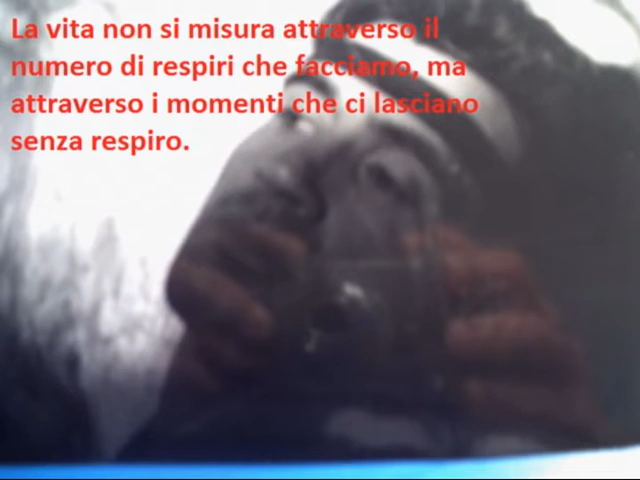 La vita non si misura attraverso il
numero di respiri che facciamo, ma
attraverso i momenti che ci lasciano
senza respiro.